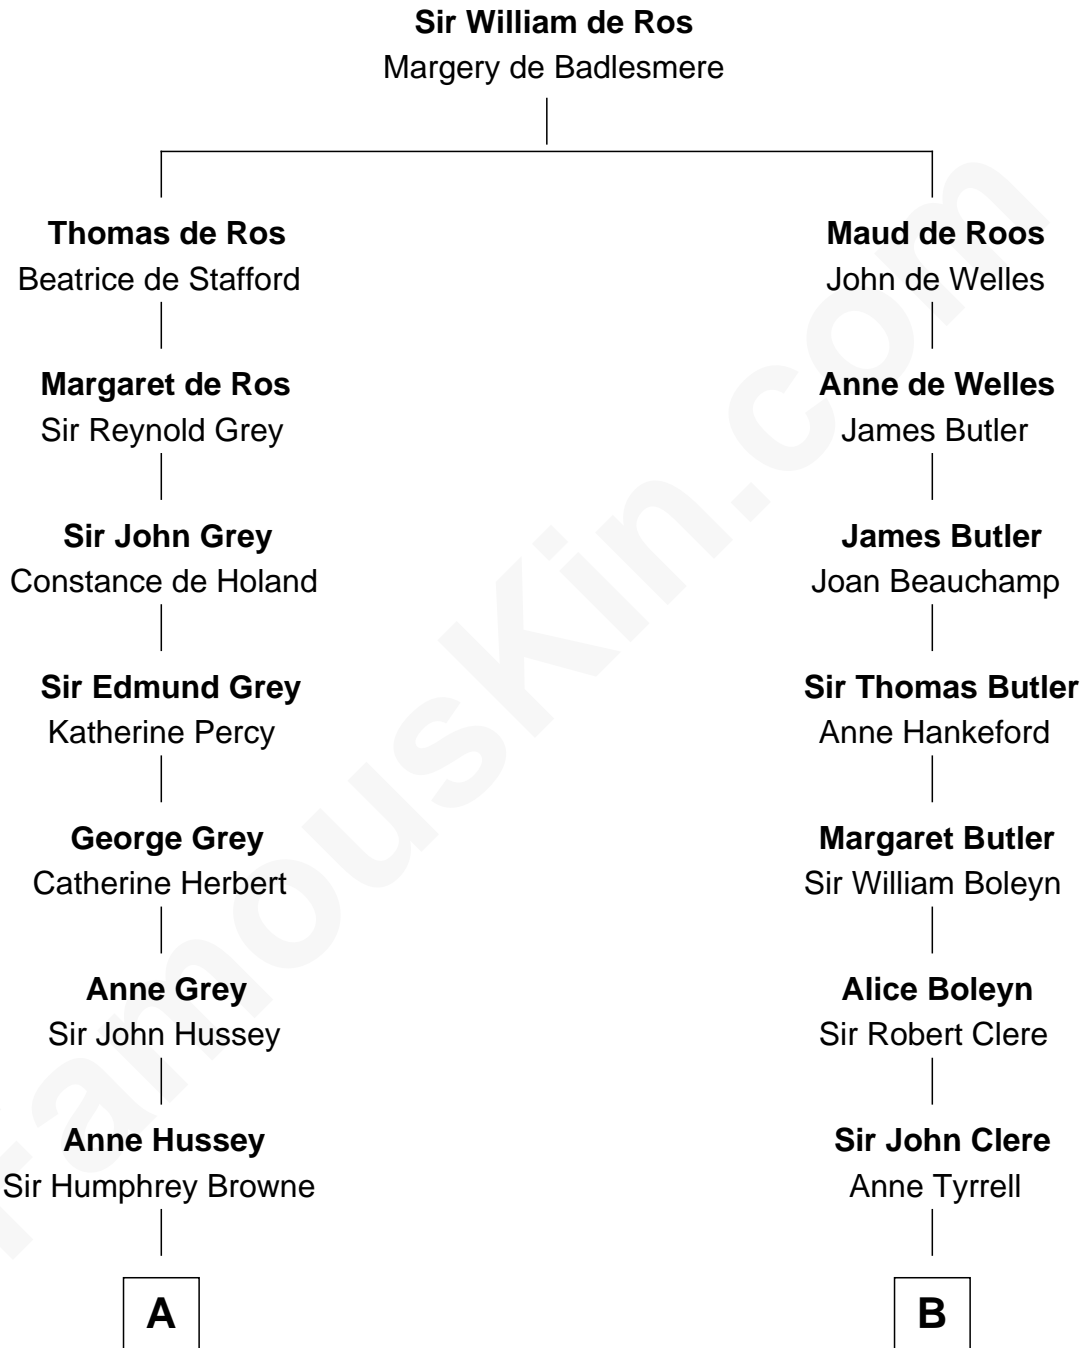 Sir William de Ros
Margery de Badlesmere
Thomas de Ros
Beatrice de Stafford
Margaret de Ros
Sir Reynold Grey
Sir John Grey
Constance de Holand
Sir Edmund Grey
Katherine Percy
George Grey
Catherine Herbert
Anne Grey
Sir John Hussey
Anne Hussey
Sir Humphrey Browne
A
Maud de Roos
John de Welles
Anne de Welles
James Butler
James Butler
Joan Beauchamp
Sir Thomas Butler
Anne Hankeford
Margaret Butler
Sir William Boleyn
Alice Boleyn
Sir Robert Clere
Sir John Clere
Anne Tyrrell
B
FamousKin.com